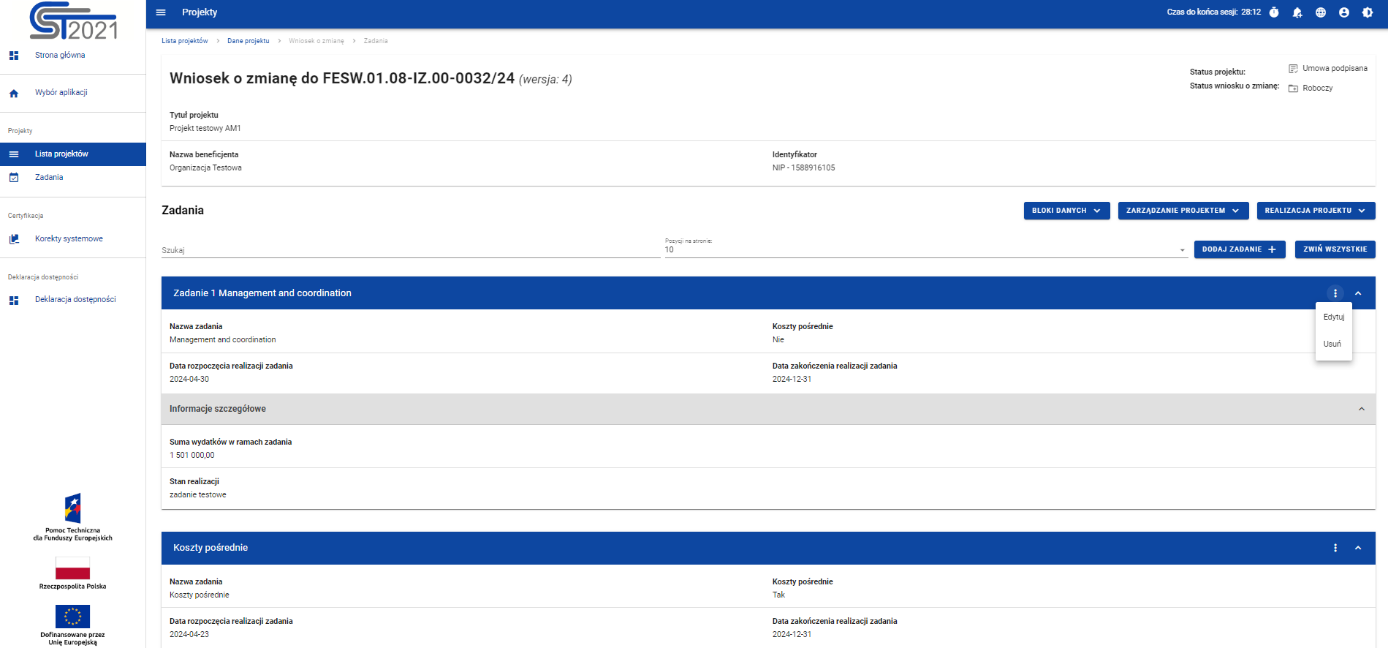 CST2021
Projekty
Czas do końca sesji: 28:12
Strona główna
Wybór aplikacji
Projekty
Lista projektów
Zadania
Certyfikacja
Korekty systemowe
Deklaracje dostępności
Deklaracja dostępności
Pomoc Techniczna
dla Funduszy Europejskich
Rzeczpospolita Polska
Dofinansowane przez
Unię Europejską
Lista projektów > Dane projektu > Wniosek o zmianę > Zadania
Wniosek o zmianę do FESW.01.08-IZ.00-0032/24 (wersja: 4)
Status projektu: Umowa podpisana
Status wniosku o zmianę: Roboczy
Tytuł projektu
Projekt testowy AM1
Nazwa beneficjenta
Organizacja Testowa
Identyfikator
NIP - 1588916105
Zadania
BLOKI DANYCH
ZARZĄDZANIE PROJEKTEM
REALIZACJA PROJEKTU
Szukaj
Pozycji na stronie:
10
DODAJ ZADANIE +
ZWIŃ WSZYSTKIE
Zadanie 1 Management and coordination
Edytuj
Usuń
Nazwa zadania
Management and coordination
Koszty pośrednie
Nie
Data rozpoczęcia realizacji zadania
2024-04-30
Data zakończenia realizacji zadania
2024-12-31
Informacje szczegółowe
Suma wydatków w ramach zadania
1 501 000,00
Stan realizacji
zadanie testowe
Koszty pośrednie
Nazwa zadania
Koszty pośrednie
Koszty pośrednie
Tak
Data rozpoczęcia realizacji zadania
2024-04-23
Data zakończenia realizacji zadania
2024-12-31